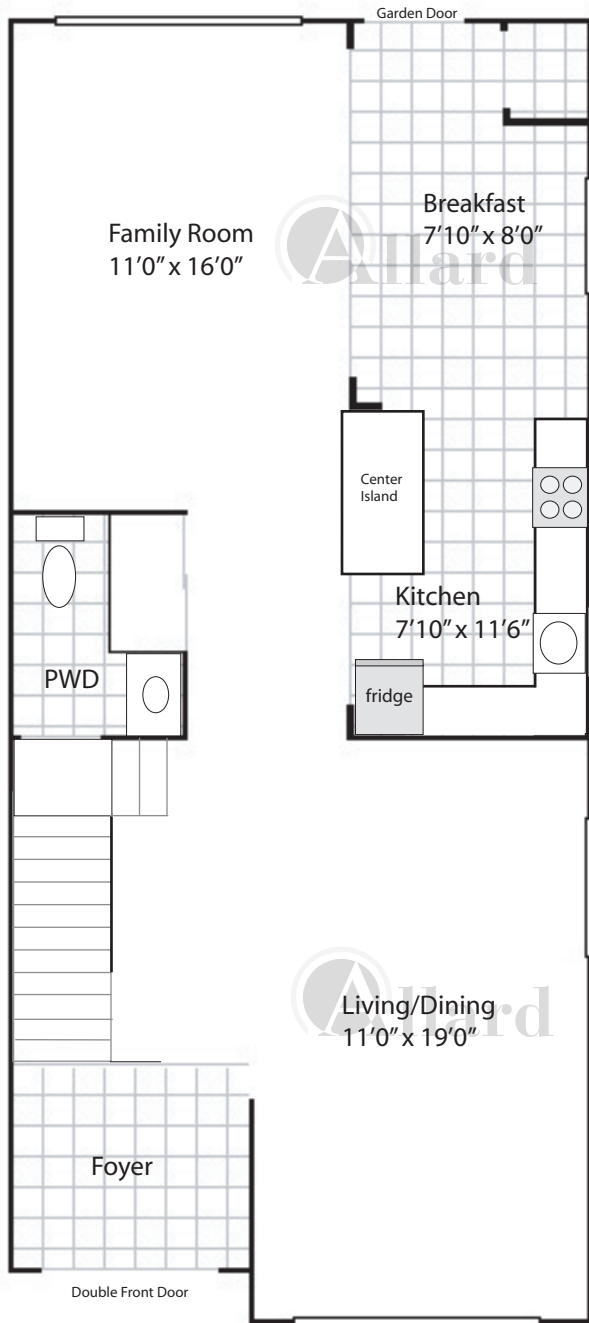 Garden Door
Breakfast
7’10” x 8’0”
Family Room
11’0” x 16’0”
Allard
Center
Island
Kitchen
7’10” x 11’6”
PWD
fridge
Living/Dining
11’0” x 19’0”
Allard
Foyer
Double Front Door